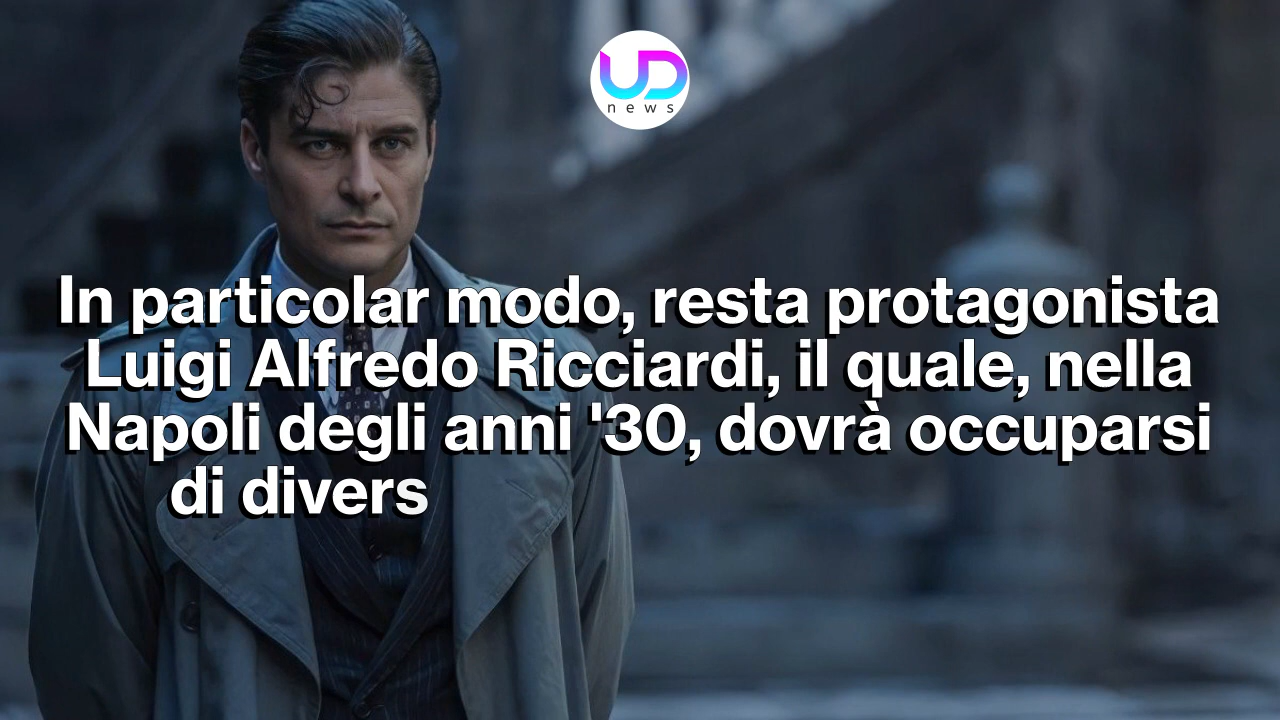 UD
news
In particolar modo, resta protagonista
Luigi Alfredo Ricciardi, il quale, nella
Napoli degli anni '30, dovrà occuparsi
di divers